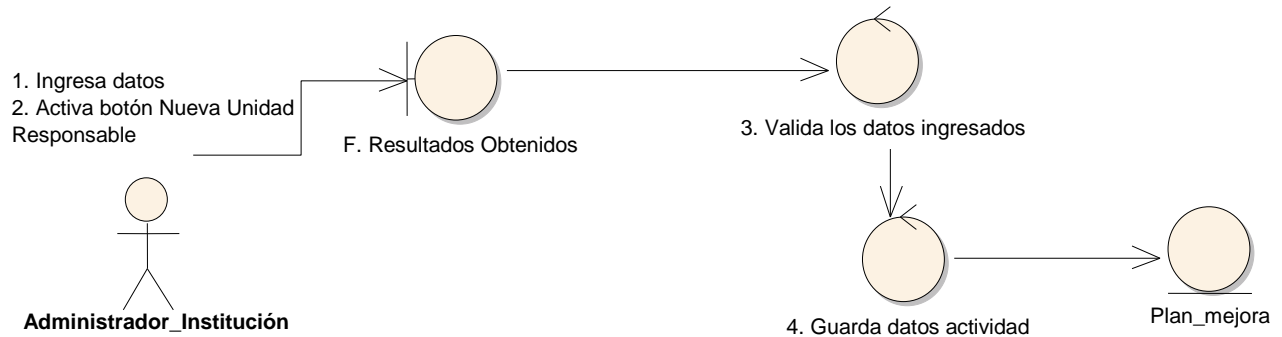 1. Ingresa datos
2. Activa botón Nueva Unidad
Responsable
F. Resultados Obtenidos
3. Valida los datos ingresados
Administrador_Institución
4. Guarda datos actividad
Plan_mejora